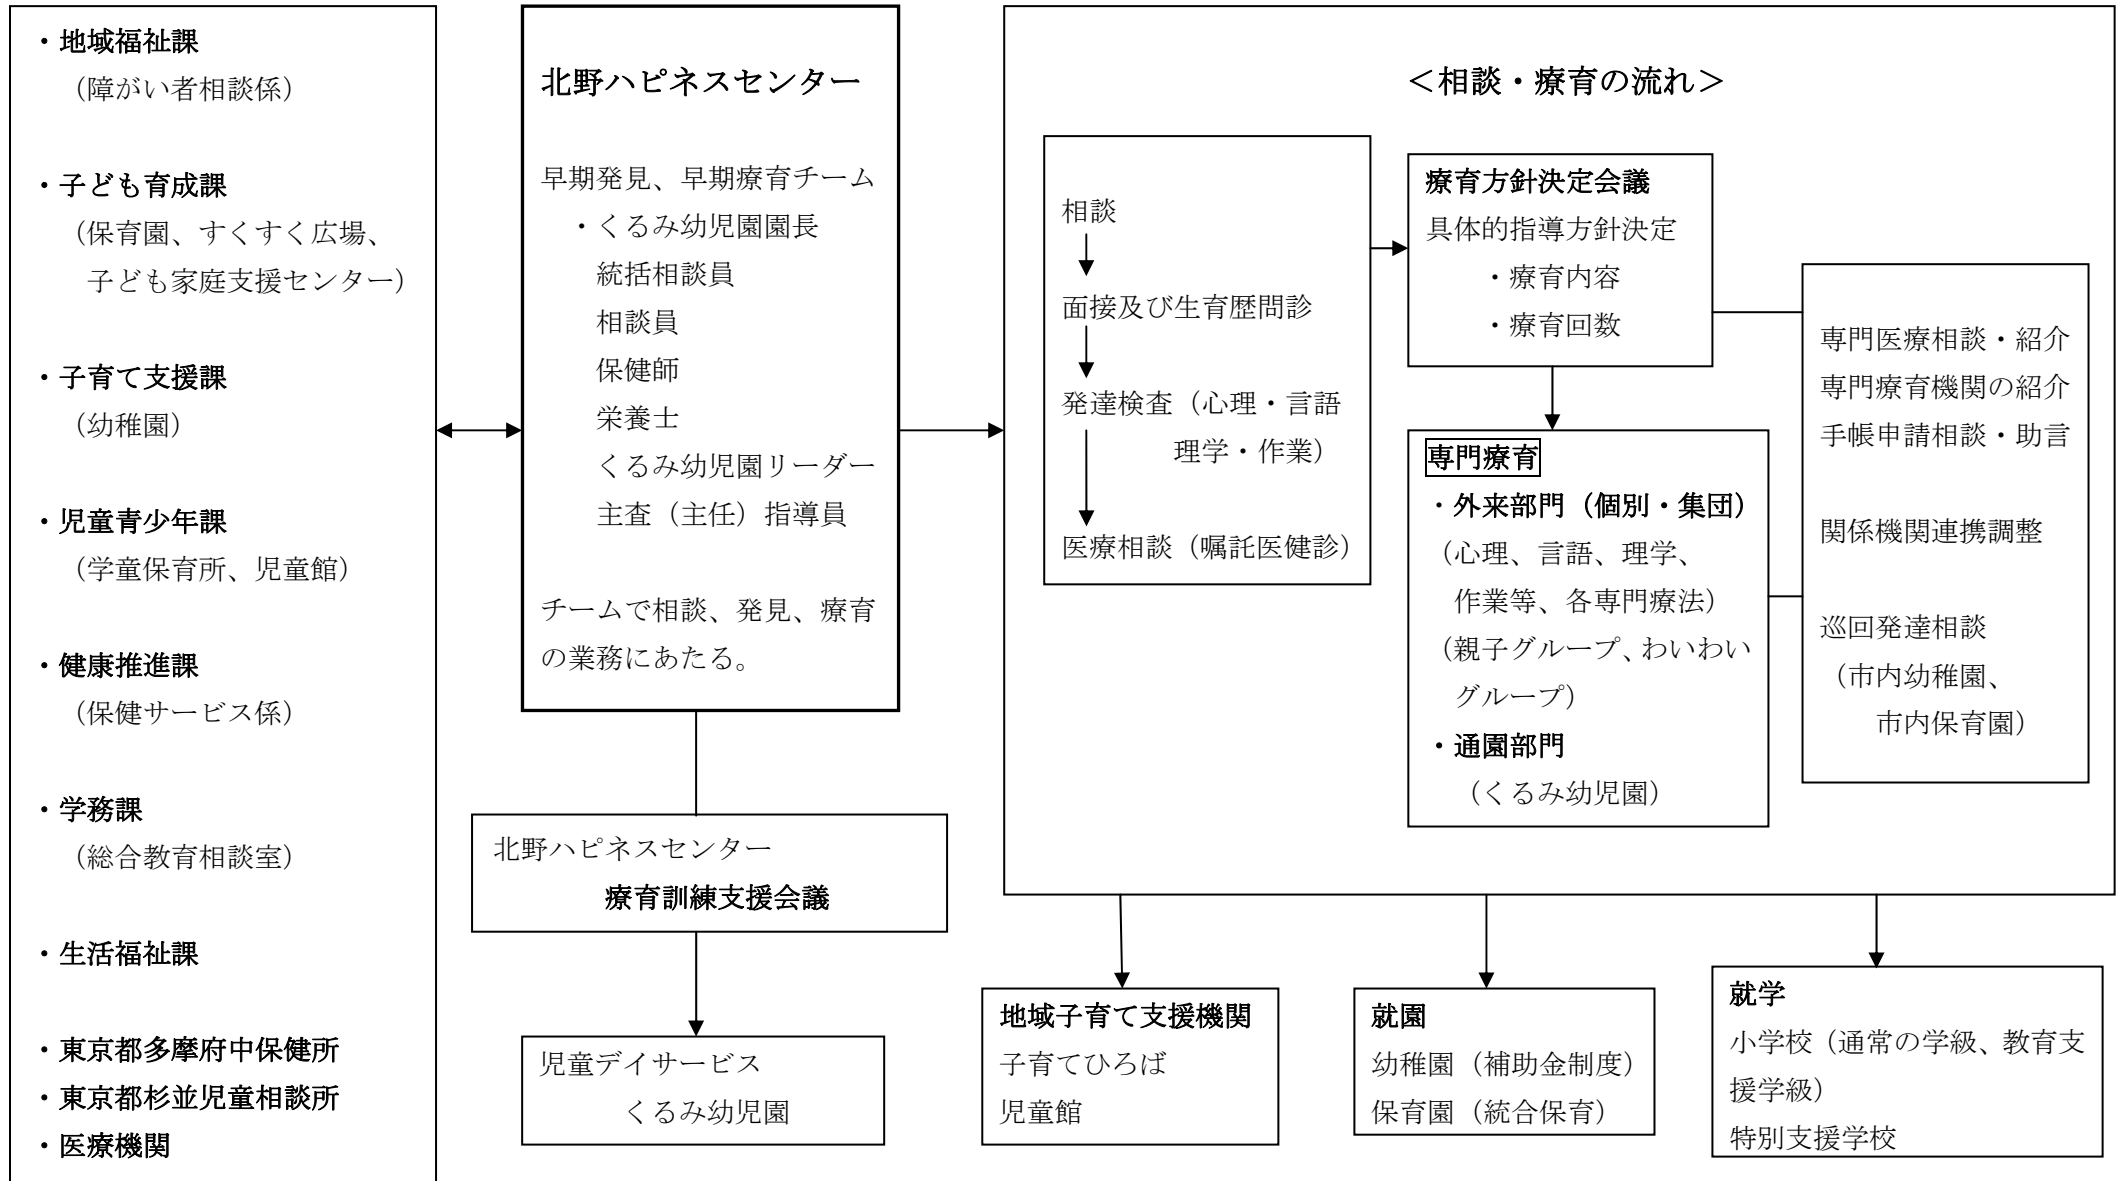 ・地域福祉課
（障がい者相談係）
・子ども育成課
（保育園、すくすく広場、
子ども家庭支援センター）
・子育て支援課
（幼稚園）
・児童青少年課
（学童保育所、児童館）
・健康推進課
（保健サービス係）
・学務課
（総合教育相談室）
・生活福祉課
・東京都多摩府中保健所
・東京都杉並児童相談所
・医療機関
北野ハピネスセンター
早期発見、早期療育チーム
・くるみ幼児園園長
統括相談員
相談員
保健師
栄養士
くるみ幼児園リーダー
主査（主任）指導員
チームで相談、発見、療育
の業務にあたる。
北野ハピネスセンター
療育訓練支援会議
児童デイサービス
くるみ幼児園
＜相談・療育の流れ＞
相談
面接及び生育歴問診
発達検査（心理・言語
理学・作業）
医療相談（嘱託医健診）
療育方針決定会議
具体的指導方針決定
・療育内容
・療育回数
専門療育
・外来部門（個別・集団）
（心理、言語、理学、
作業等、各専門療法）
（親子グループ、わいわい
グループ）
・通園部門
（くるみ幼児園）
専門医療相談・紹介
専門療育機関の紹介
手帳申請相談・助言
関係機関連携調整
巡回発達相談
（市内幼稚園、
市内保育園）
地域子育て支援機関
子育てひろば
児童館
就園
幼稚園（補助金制度）
保育園（統合保育）
就学
小学校（通常の学級、教育支
援学級）
特別支援学校